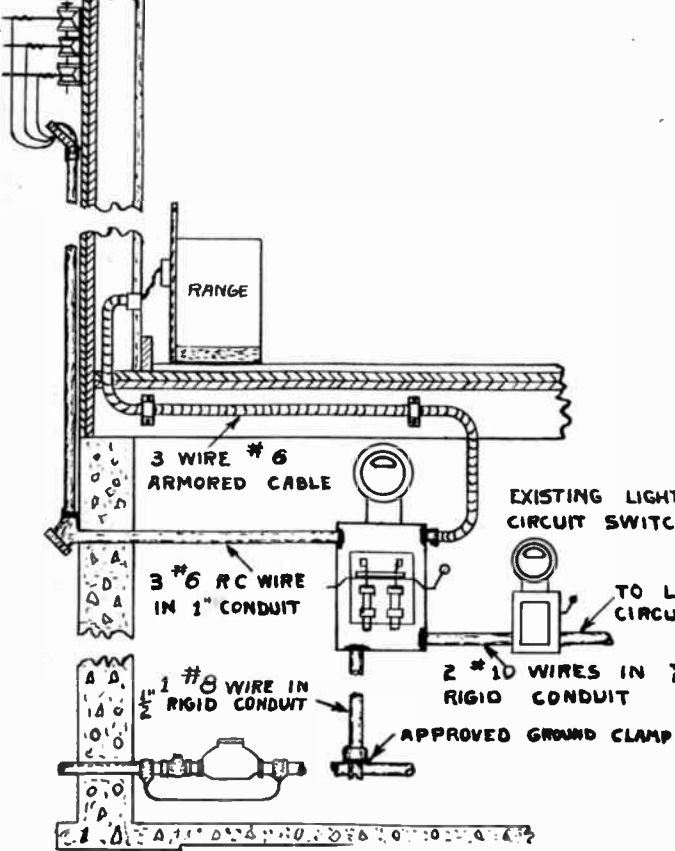 RANGE
3 WIRE #6
ARMORED CABLE
EXISTING LIGHT
CIRCUIT SWITC
3 #6 RC WIRE
IN 1" CONDUIT
TO L
CIRCU
2 #10 WIRES IN
RIGID CONDUIT
1 #8 WIRE IN
1/2" RIGID CONDUIT
APPROVED GROUND CLAMP